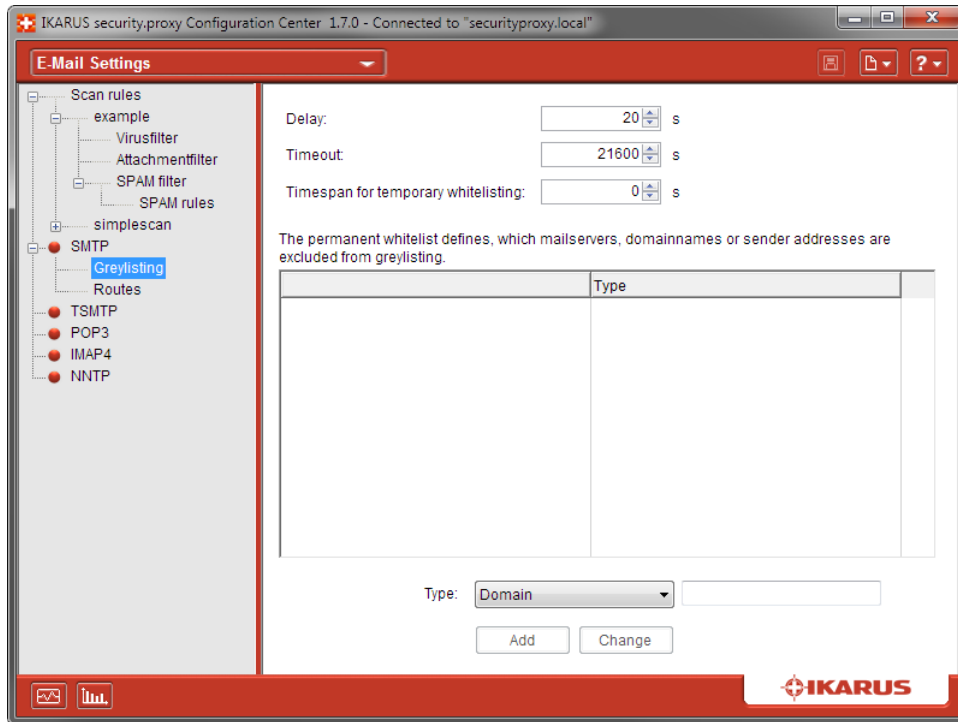 IKARUS security.proxy Configuration Center 1.7.0 - Connected to "securityproxy.local"
E-Mail Settings
?
Scan rules
example
Virusfilter
Attachmentfilter
SPAM filter
SPAM rules
simplescan
SMTP
Greylisting
Routes
TSMTP
POP3
IMAP4
NNTP
Delay: 20 s
Timeout: 21600 s
Timespan for temporary whitelisting: 0 s
The permanent whitelist defines, which mailservers, domainnames or sender addresses are
excluded from greylisting.
Type
Type: Domain
Add Change
IKARUS